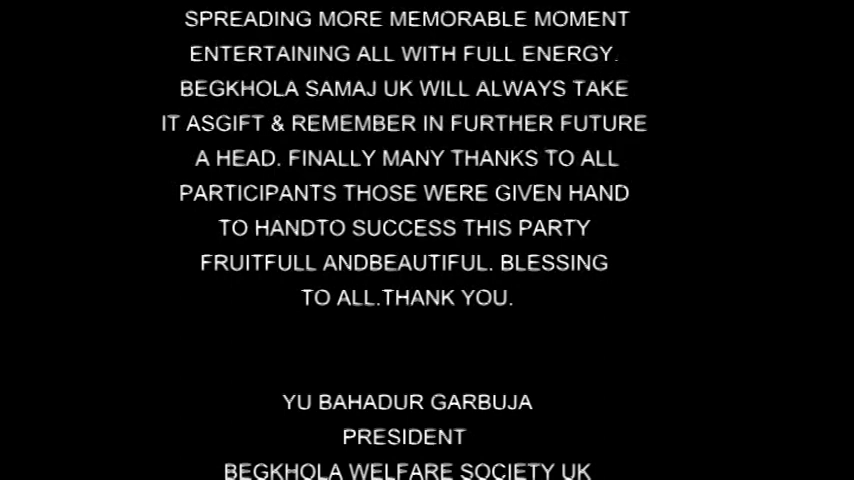 SPREADING MORE MEMORABLE MOMENT
ENTERTAINING ALL WITH FULL ENERGY.
BEGKHOLA SAMAJ UK WILL ALWAYS TAKE
IT ASGIFT & REMEMBER IN FURTHER FUTURE
A HEAD. FINALLY MANY THANKS TO ALL
PARTICIPANTS THOSE WERE GIVEN HAND
TO HANDTO SUCCESS THIS PARTY
FRUITFULL ANDBEAUTIFUL. BLESSING
TO ALL.THANK YOU.
YU BAHADUR GARBUJA
PRESIDENT
BEGKHOLA WELFARE SOCIETY UK